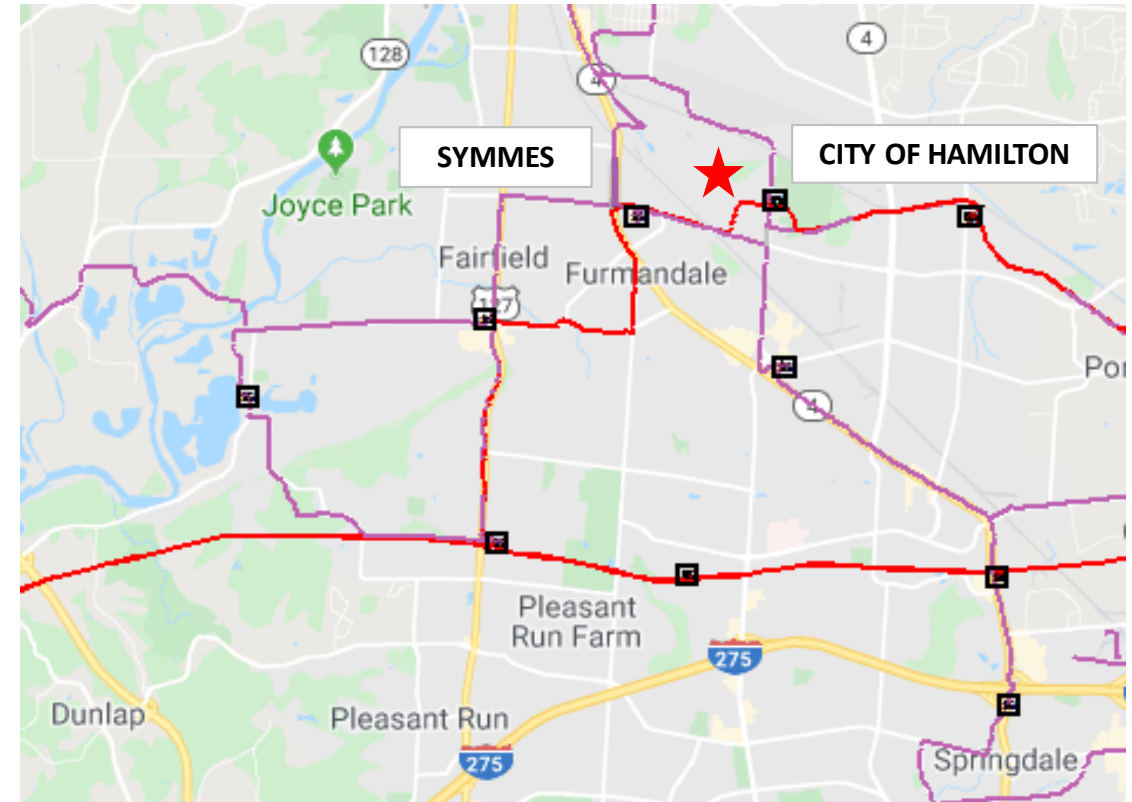 128
4
4
SYMMES
CITY OF HAMILTON
Joyce Park
Fairfield
Furmandale
127
Por
4
Pleasant
Run Farm
275
Dunlap
Pleasant Run
275
Springdale